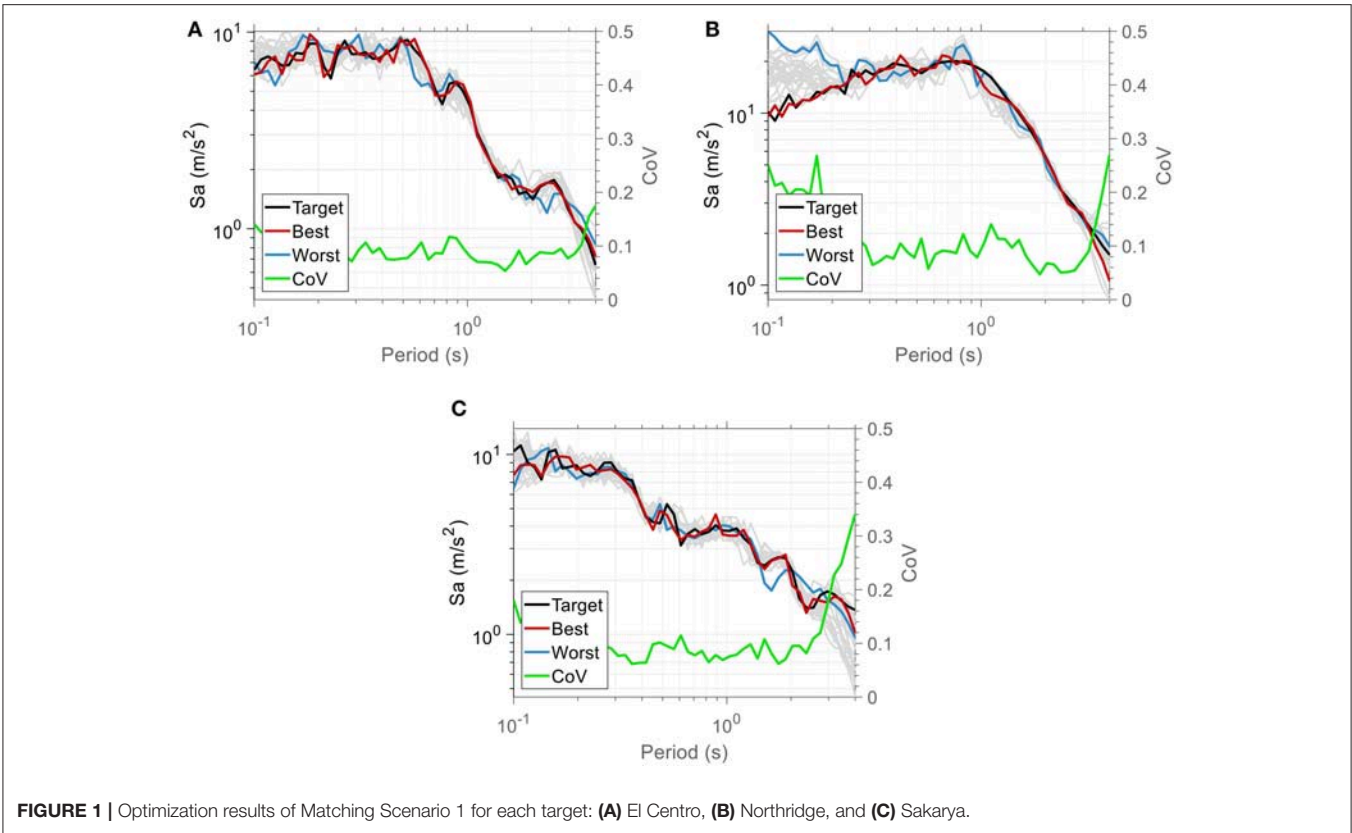 A
10^1
10^0
Sa (m/s^2)
0.5
0.4
0.3
0.2
0.1
0
CoV
Target
Best
Worst
CoV
10^-1
10^0
Period (s)
B
10^1
10^0
Sa (m/s^2)
0.5
0.4
0.3
0.2
0.1
0
CoV
Target
Best
Worst
CoV
10^-1
10^0
Period (s)
C
10^1
10^0
Sa (m/s^2)
0.5
0.4
0.3
0.2
0.1
0
CoV
Target
Best
Worst
CoV
10^-1
10^0
Period (s)
FIGURE 1 | Optimization results of Matching Scenario 1 for each target: (A) El Centro, (B) Northridge, and (C) Sakarya.